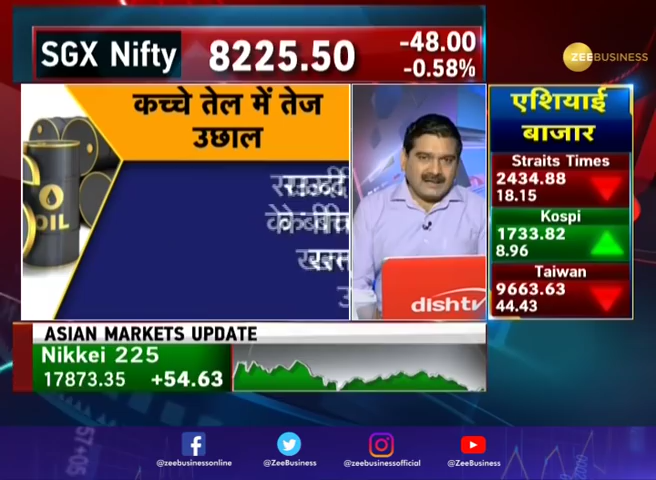 SGX Nifty 8225.50 -48.00
-0.58%
ZEEBUSINESS
कच्चे तेल में तेज
उछाल
OIL
एशियाई
बाजार
Straits Times
2434.88
18.15
Kospi
1733.82
8.96
Taiwan
9663.63
44.43
dishtv
ASIAN MARKETS UPDATE
Nikkei 225
17873.35 +54.63
@zeebusinessonline @ZeeBusiness @zeebusinessofficial @ZeeBusiness